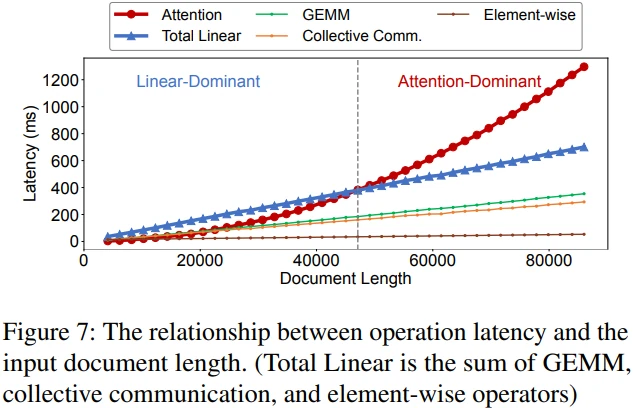 Attention
GEMM
Element-wise
Total Linear
Collective Comm.
Linear-Dominant
Attention-Dominant
Latency (ms)
1200
1000
800
600
400
200
0
0
20000
40000
60000
80000
Document Length
Figure 7: The relationship between operation latency and the
input document length. (Total Linear is the sum of GEMM,
collective communication, and element-wise operators)